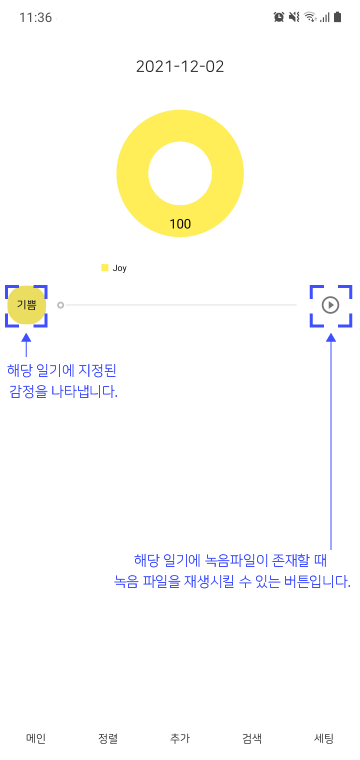 11:36
2021-12-02
100
Joy
기쁨
해당 일기에 지정된
감정을 나타냅니다.
해당 일기에 녹음파일이 존재할 때
녹음 파일을 재생시킬 수 있는 버튼입니다.
메인 정렬 추가 검색 세팅